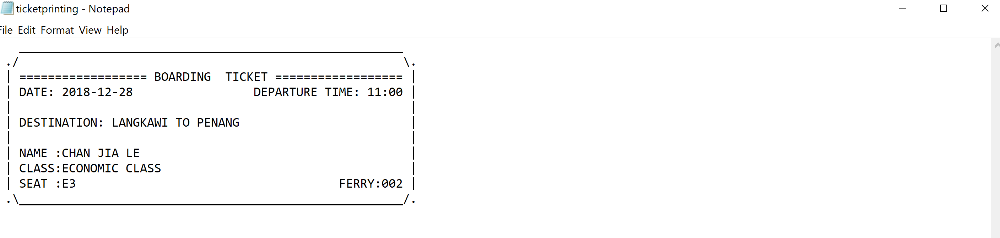 ticketprinting - Notepad
File Edit Format View Help
______________________________________________________
./                                                      \.
| ================== BOARDING  TICKET ================== |
| DATE: 2018-12-28                 DEPARTURE TIME: 11:00 |
|                                                        |
| DESTINATION: LANGKAWI TO PENANG                        |
|                                                        |
| NAME :CHAN JIA LE                                      |
| CLASS:ECONOMIC CLASS                                   |
| SEAT :E3                                     FERRY:002 |
.\______________________________________________________/.